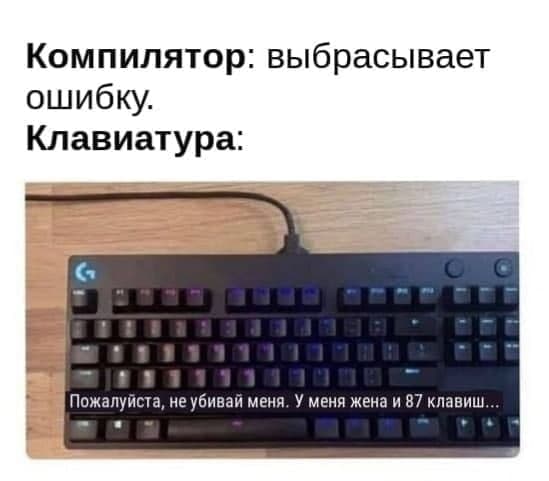 Компилятор: выбрасывает
ошибку.
Клавиатура:
Пожалуйста, не убивай меня. У меня жена и 87 клавиш...